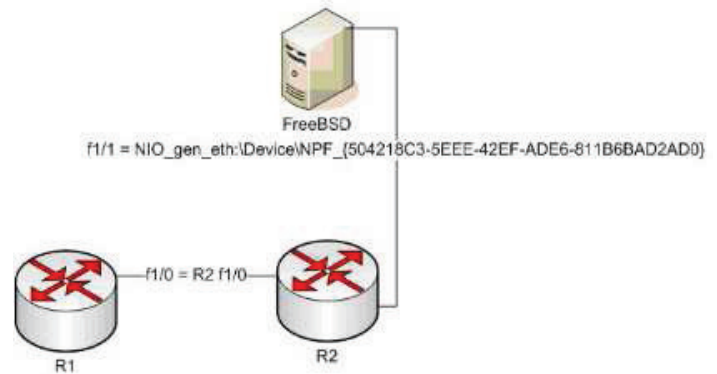 FreeBSD
f1/1 = NIO_gen_eth:\Device\NPF_{504218C3-5EEE-42EF-ADE6-811B6BAD2AD0}
f1/0 = R2 f1/0
R1
R2